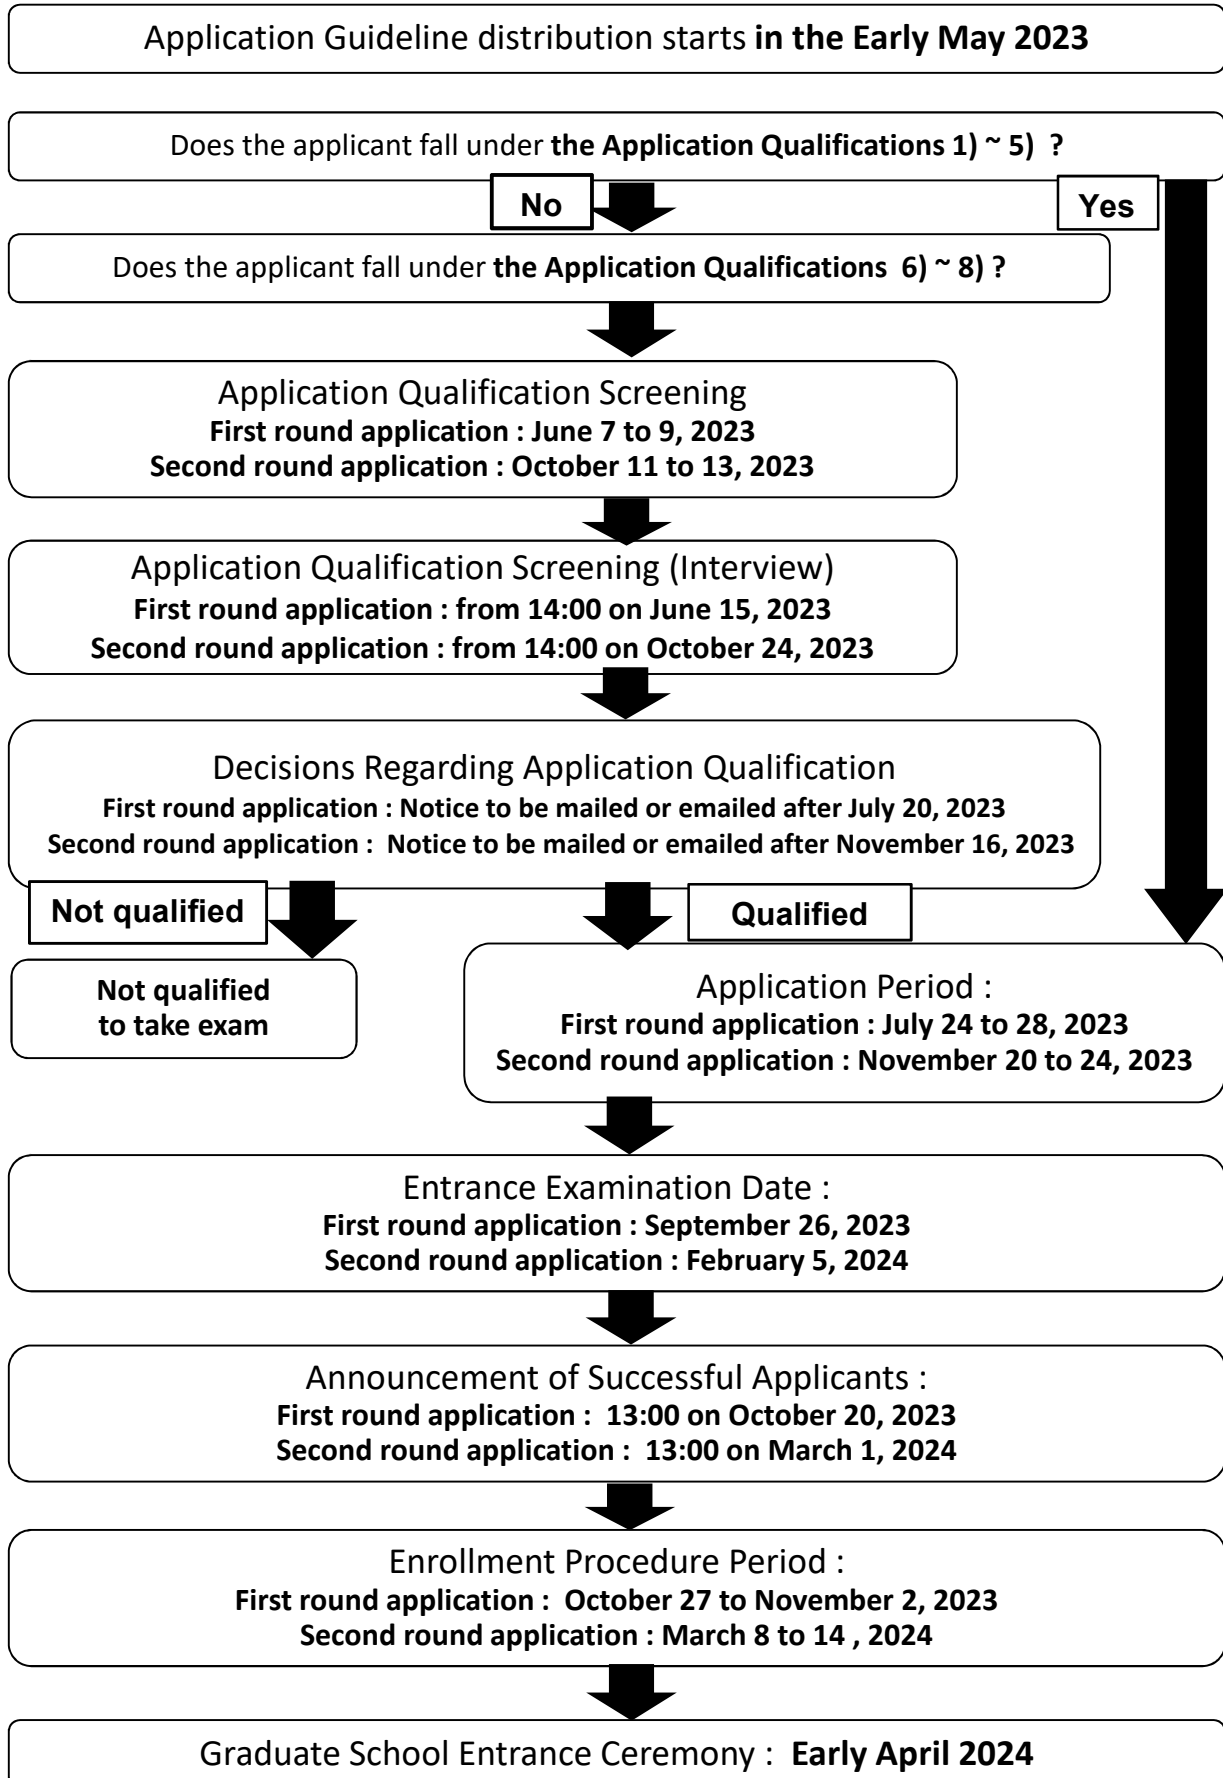 Application Guideline distribution starts in the Early May 2023
Does the applicant fall under the Application Qualifications 1) ~ 5) ?
No
Yes
Does the applicant fall under the Application Qualifications 6) ~ 8) ?
Application Qualification Screening
First round application : June 7 to 9, 2023
Second round application : October 11 to 13, 2023
Application Qualification Screening (Interview)
First round application : from 14:00 on June 15, 2023
Second round application : from 14:00 on October 24, 2023
Decisions Regarding Application Qualification
First round application : Notice to be mailed or emailed after July 20, 2023
Second round application : Notice to be mailed or emailed after November 16, 2023
Not qualified
Qualified
Not qualified
to take exam
Application Period :
First round application : July 24 to 28, 2023
Second round application : November 20 to 24, 2023
Entrance Examination Date :
First round application : September 26, 2023
Second round application : February 5, 2024
Announcement of Successful Applicants :
First round application : 13:00 on October 20, 2023
Second round application : 13:00 on March 1, 2024
Enrollment Procedure Period :
First round application : October 27 to November 2, 2023
Second round application : March 8 to 14 , 2024
Graduate School Entrance Ceremony : Early April 2024